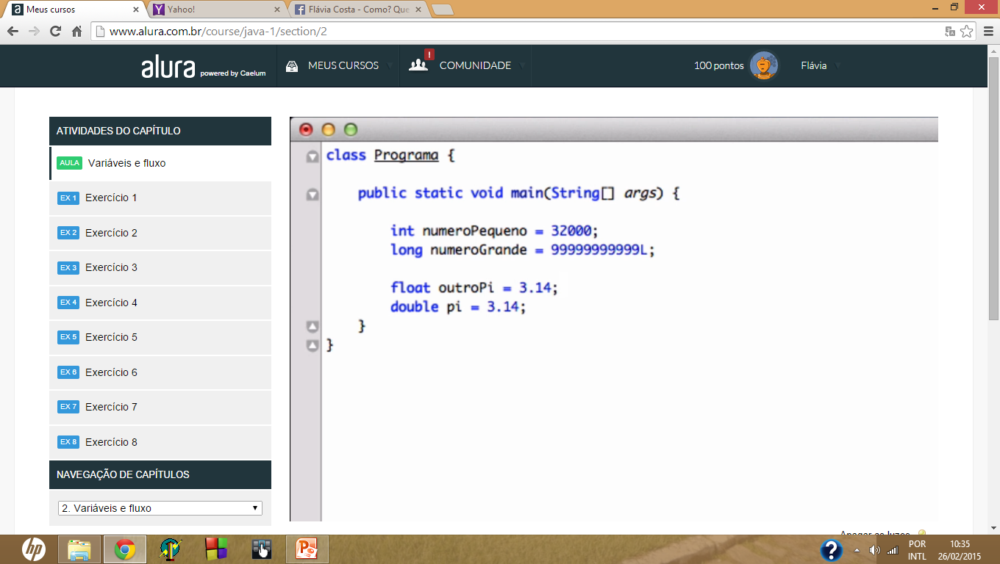 Meus cursos
Yahoo!
Flávia Costa - Como? Que
www.alura.com.br/course/java-1/section/2
alura powered by Caelum
MEUS CURSOS
!
COMUNIDADE
100 pontos
Flávia
ATIVIDADES DO CAPÍTULO
AULA Variáveis e fluxo
EX 1 Exercício 1
EX 2 Exercício 2
EX 3 Exercício 3
EX 4 Exercício 4
EX 5 Exercício 5
EX 6 Exercício 6
EX 7 Exercício 7
EX 8 Exercício 8
NAVEGAÇÃO DE CAPÍTULOS
2. Variáveis e fluxo
class Programa {
public static void main(String[] args) {
int numeroPequeno = 32000;
long numeroGrande = 99999999999L;
float outroPi = 3.14;
double pi = 3.14;
}
}
Apagar as luzes
hp
?
POR
INTL
10:35
26/02/2015